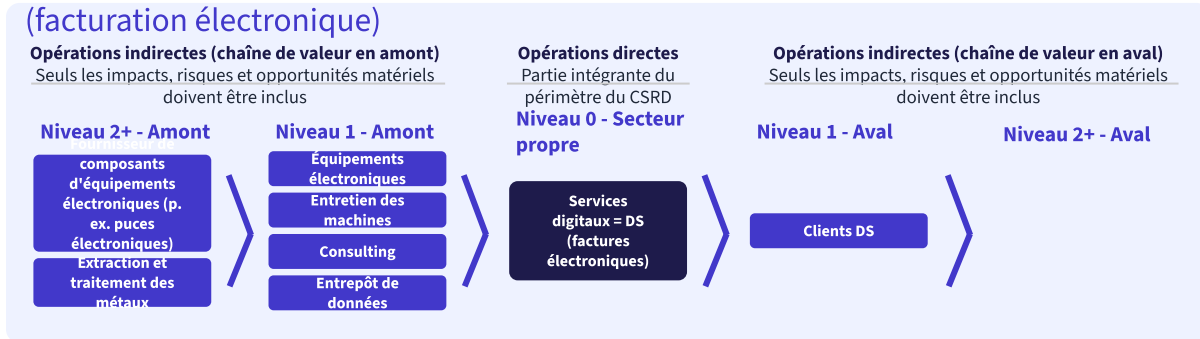 (facturation électronique)
Opérations indirectes (chaîne de valeur en amont)
Seuls les impacts, risques et opportunités matériels
doivent être inclus
Opérations directes
Partie intégrante du
périmètre du CSRD
Opérations indirectes (chaîne de valeur en aval)
Seuls les impacts, risques et opportunités matériels
doivent être inclus
Niveau 2+ - Amont
Fournisseur de
composants
d'équipements
électroniques (p.
ex. puces
électroniques)
Extraction et
traitement des
métaux
Niveau 1 - Amont
Équipements
électroniques
Entretien des
machines
Consulting
Entrepôt de
données
Niveau 0 - Secteur
propre
Services
digitaux = DS
(factures
électroniques)
Niveau 1 - Aval
Clients DS
Niveau 2+ - Aval